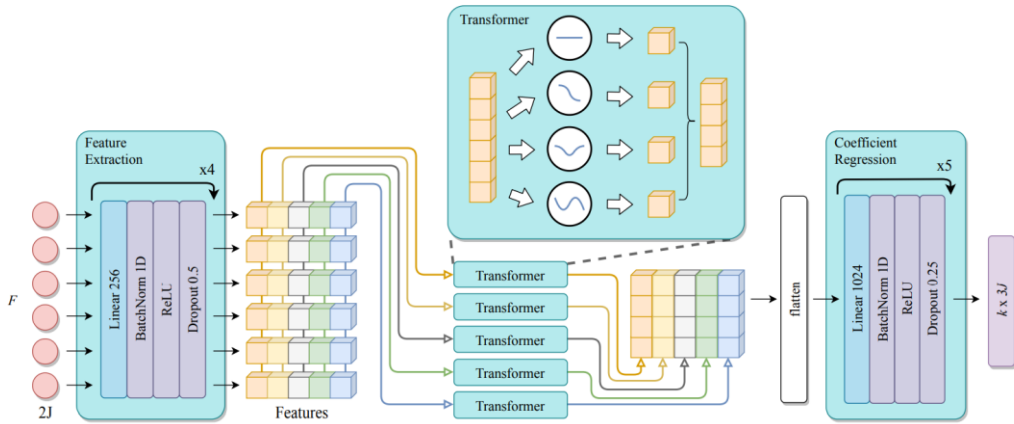 F
2J
Feature
Extraction
x4
Linear 256
BatchNorm 1D
ReLU
Dropout 0.5
Features
Transformer
Transformer
Transformer
Transformer
Transformer
Transformer
flatten
Coefficient
Regression
x5
Linear 1024
BatchNorm 1D
ReLU
Dropout 0.25
k x 3J